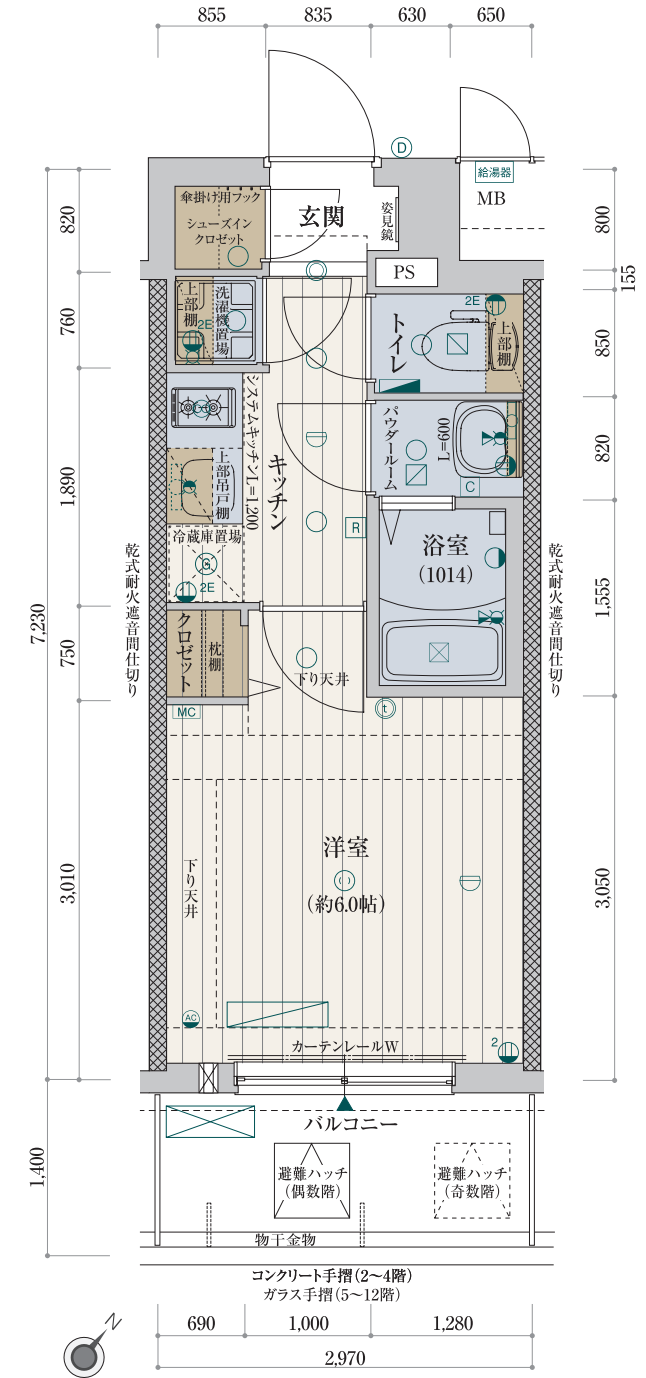 855
835
630
650
D
給湯器
MB
820
傘掛け用フック
シューズイン
クロゼット
玄関
姿見鏡
800
155
PS
760
上部棚
2E
洗濯機置場
トイレ
2E
上部棚
850
1,890
システムキッチンL=1,200
上部吊戸棚
キッチン
パウダールーム
L=600
C
820
R
冷蔵庫置場
G
2E
浴室
(1014)
乾式耐火遮音間仕切り
乾式耐火遮音間仕切り
1,555
7,230
750
クロゼット
枕棚
下り天井
MC
t
3,010
下り天井
洋室
(約6.0帖)
3,050
AC
カーテンレールW
2
バルコニー
1,400
避難ハッチ
(偶数階)
避難ハッチ
(奇数階)
物干金物
コンクリート手摺(2〜4階)
ガラス手摺(5〜12階)
N
690
1,000
1,280
2,970